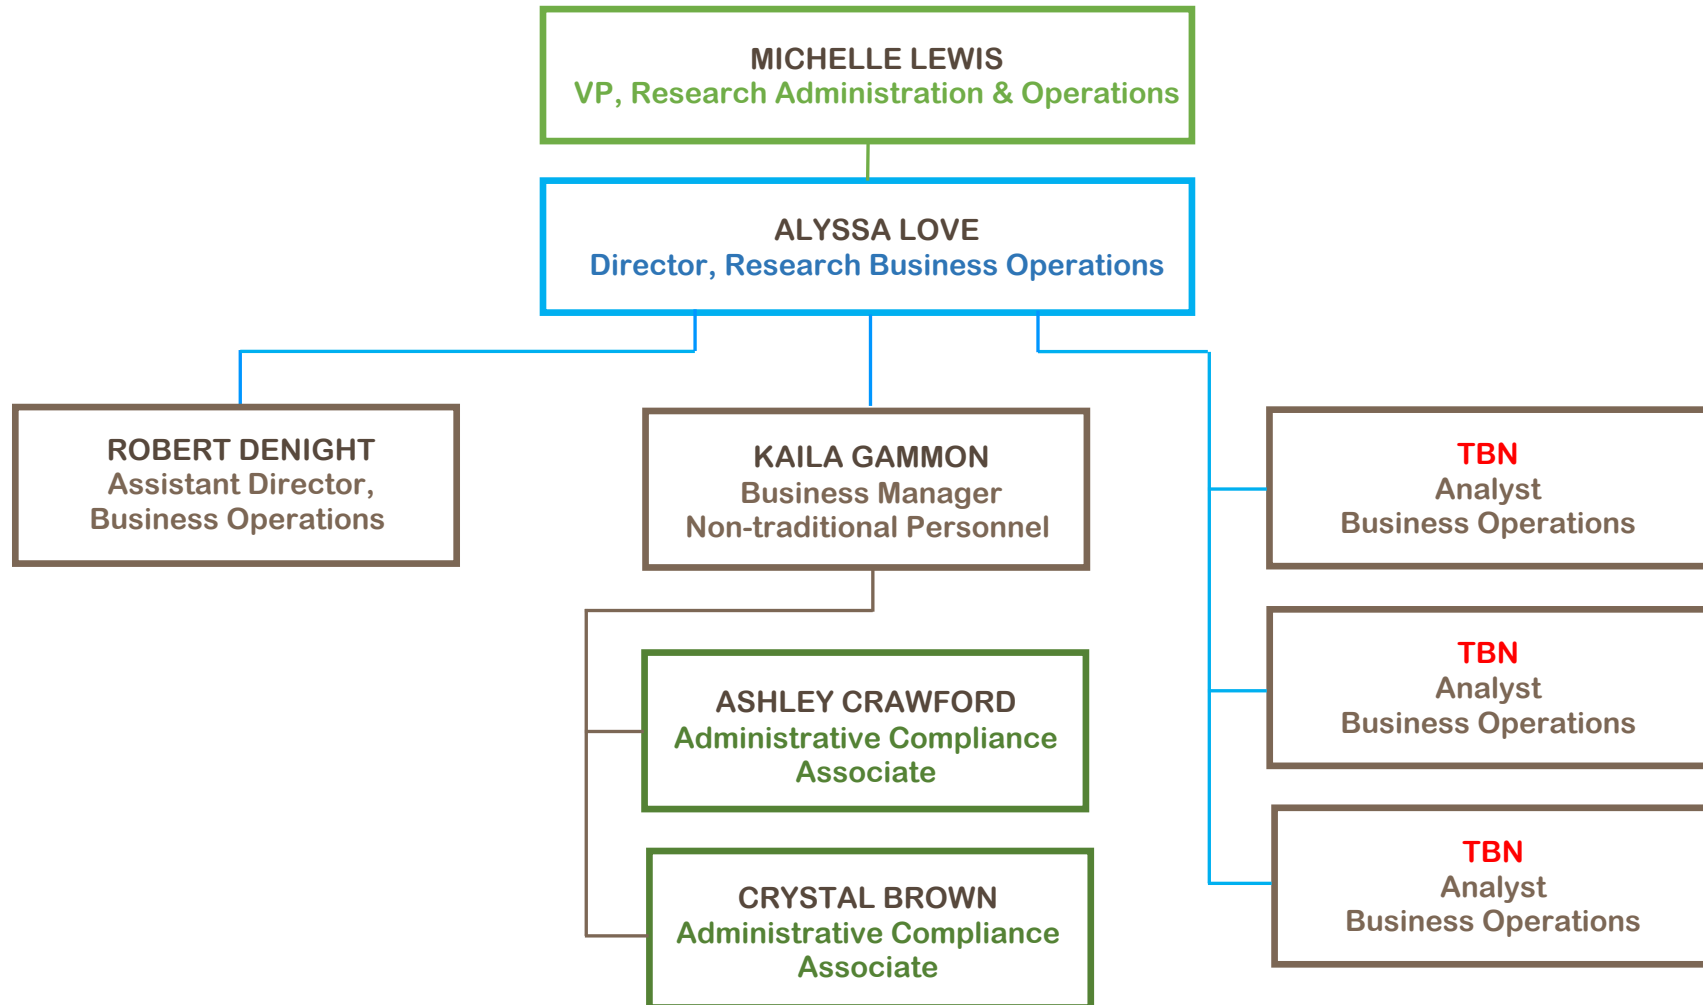 MICHELLE LEWIS
VP, Research Administration & Operations
ALYSSA LOVE
Director, Research Business Operations
ROBERT DENIGHT
Assistant Director,
Business Operations
KAILA GAMMON
Business Manager
Non-traditional Personnel
ASHLEY CRAWFORD
Administrative Compliance
Associate
CRYSTAL BROWN
Administrative Compliance
Associate
TBN
Analyst
Business Operations
TBN
Analyst
Business Operations
TBN
Analyst
Business Operations